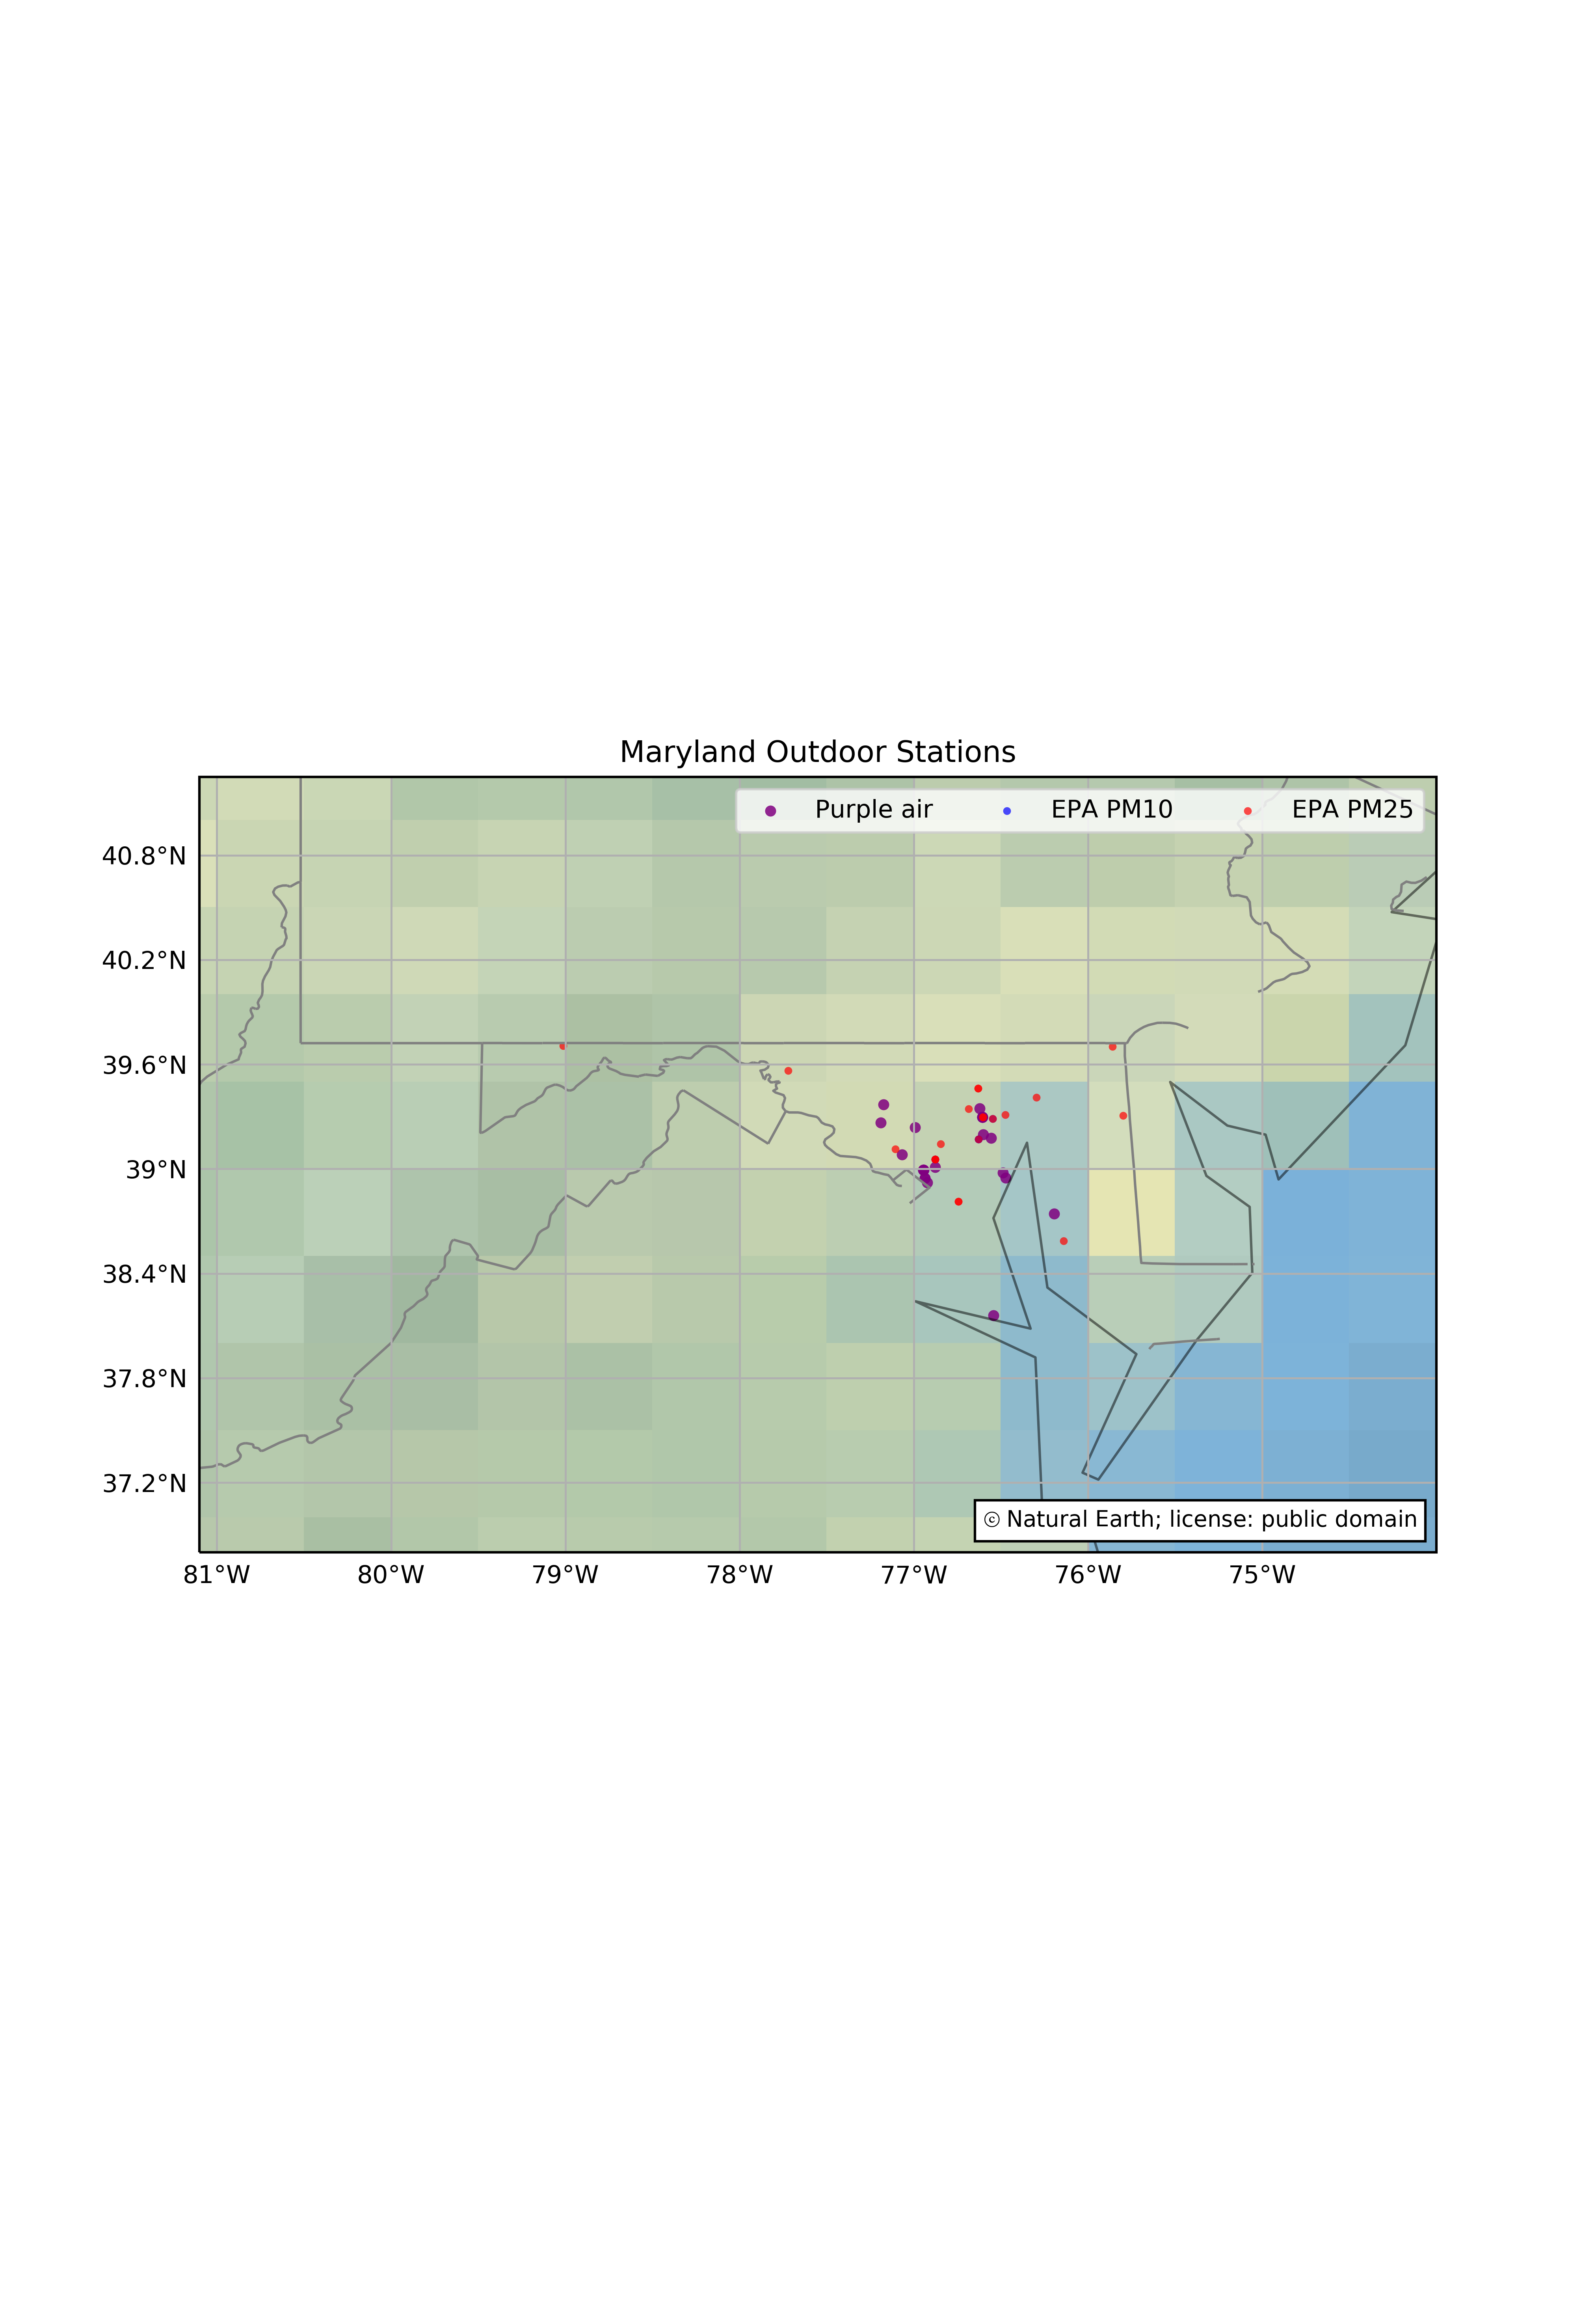 Maryland Outdoor Stations
Purple air EPA PM10 EPA PM25
40.8°N
40.2°N
39.6°N
39°N
38.4°N
37.8°N
37.2°N
© Natural Earth; license: public domain
81°W 80°W 79°W 78°W 77°W 76°W 75°W